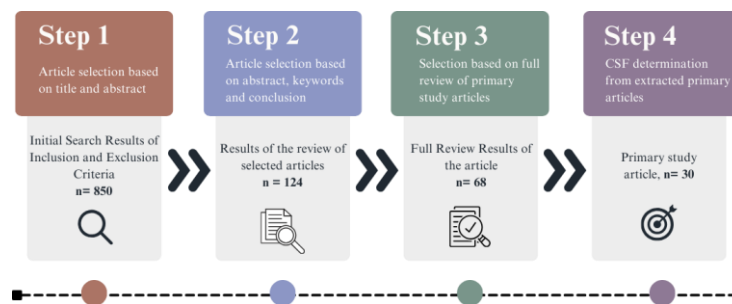 Step 1
Article selection based
on title and abstract
Initial Search Results of
Inclusion and Exclusion
Criteria
n= 850
Step 2
Article selection based
on abstract, keywords
and conclusion
Results of the review of
selected articles
n = 124
Step 3
Selection based on full
review of primary
study articles
Full Review Results of
the article
n= 68
Step 4
CSF determination
from extracted primary
articles
Primary study
article, n= 30